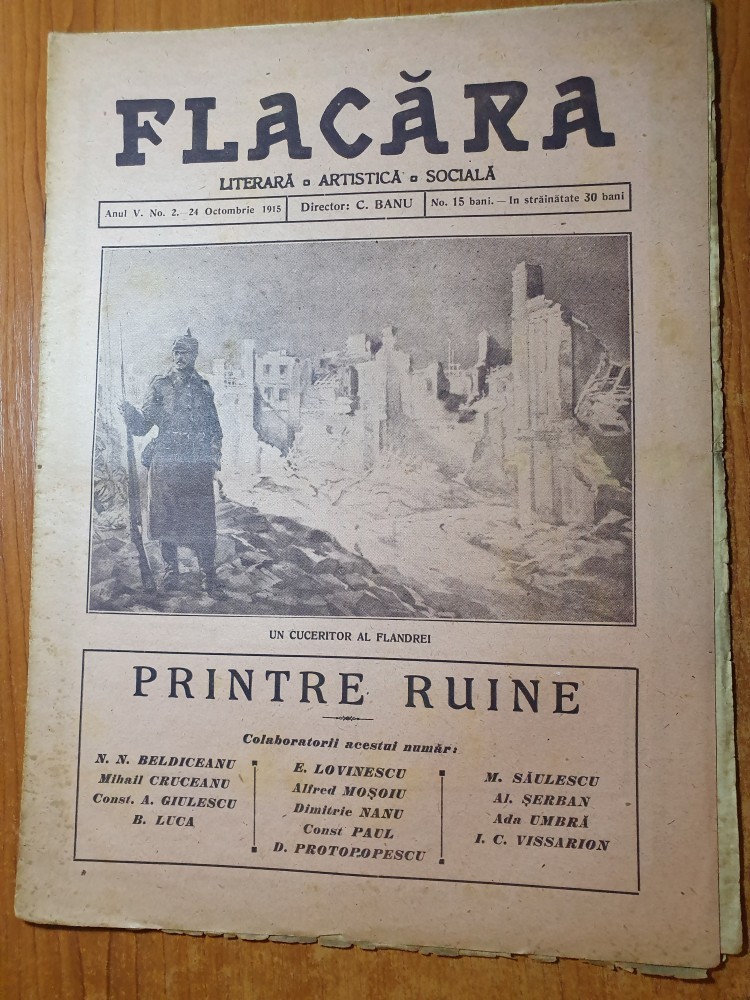 FLACĂRA
LITERARĂ ▫ ARTISTICĂ ▫ SOCIALĂ
Anul V. No. 2.—24 Octombrie 1915
Director: C. BANU
No. 15 bani.—In străinătate 30 bani
UN CUCERITOR AL FLANDREI
PRINTRE RUINE
Colaboratorii acestui număr:
N. N. BELDICEANU
Mihail CRUCEANU
Const. A. GIULESCU
B. LUCA
E. LOVINESCU
Alfred MOȘOIU
Dimitrie NANU
Const PAUL
D. PROTOPOPESCU
M. SĂULESCU
Al. ȘERBAN
Ada UMBRĂ
I. C. VISSARION